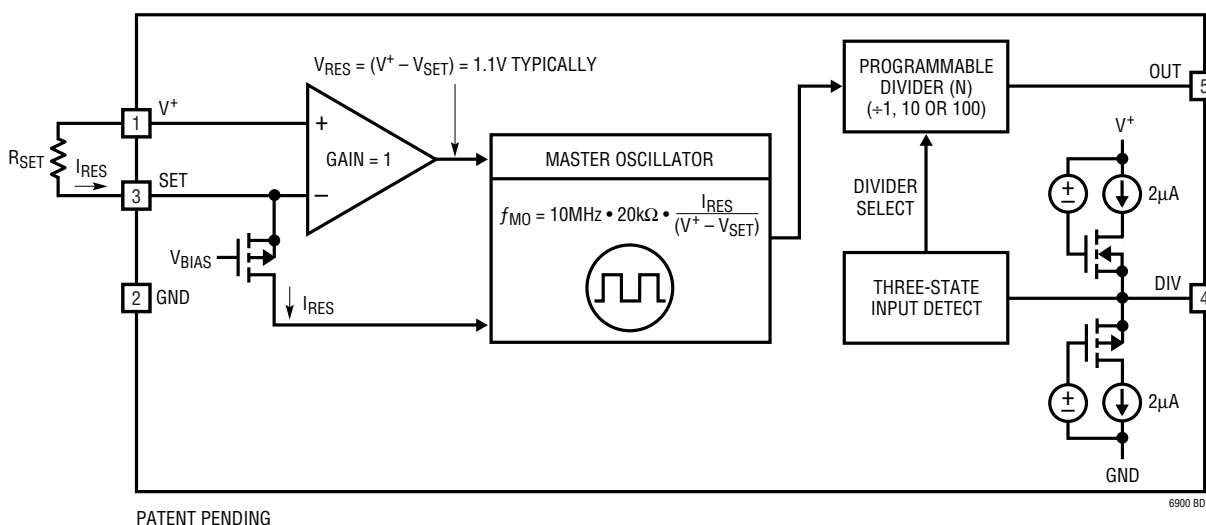 V_RES = (V⁺ – V_SET) = 1.1V TYPICALLY
PROGRAMMABLE
DIVIDER (N)
(÷1, 10 OR 100)
OUT
5
1
V⁺
R_SET
I_RES
3
SET
+
–
GAIN = 1
MASTER OSCILLATOR
ƒ_MO = 10MHz • 20kΩ • I_RES / (V⁺ – V_SET)
V_BIAS
I_RES
2
GND
DIVIDER
SELECT
THREE-STATE
INPUT DETECT
V⁺
+
–
2µA
DIV
4
+
–
2µA
GND
6900 BD
PATENT PENDING